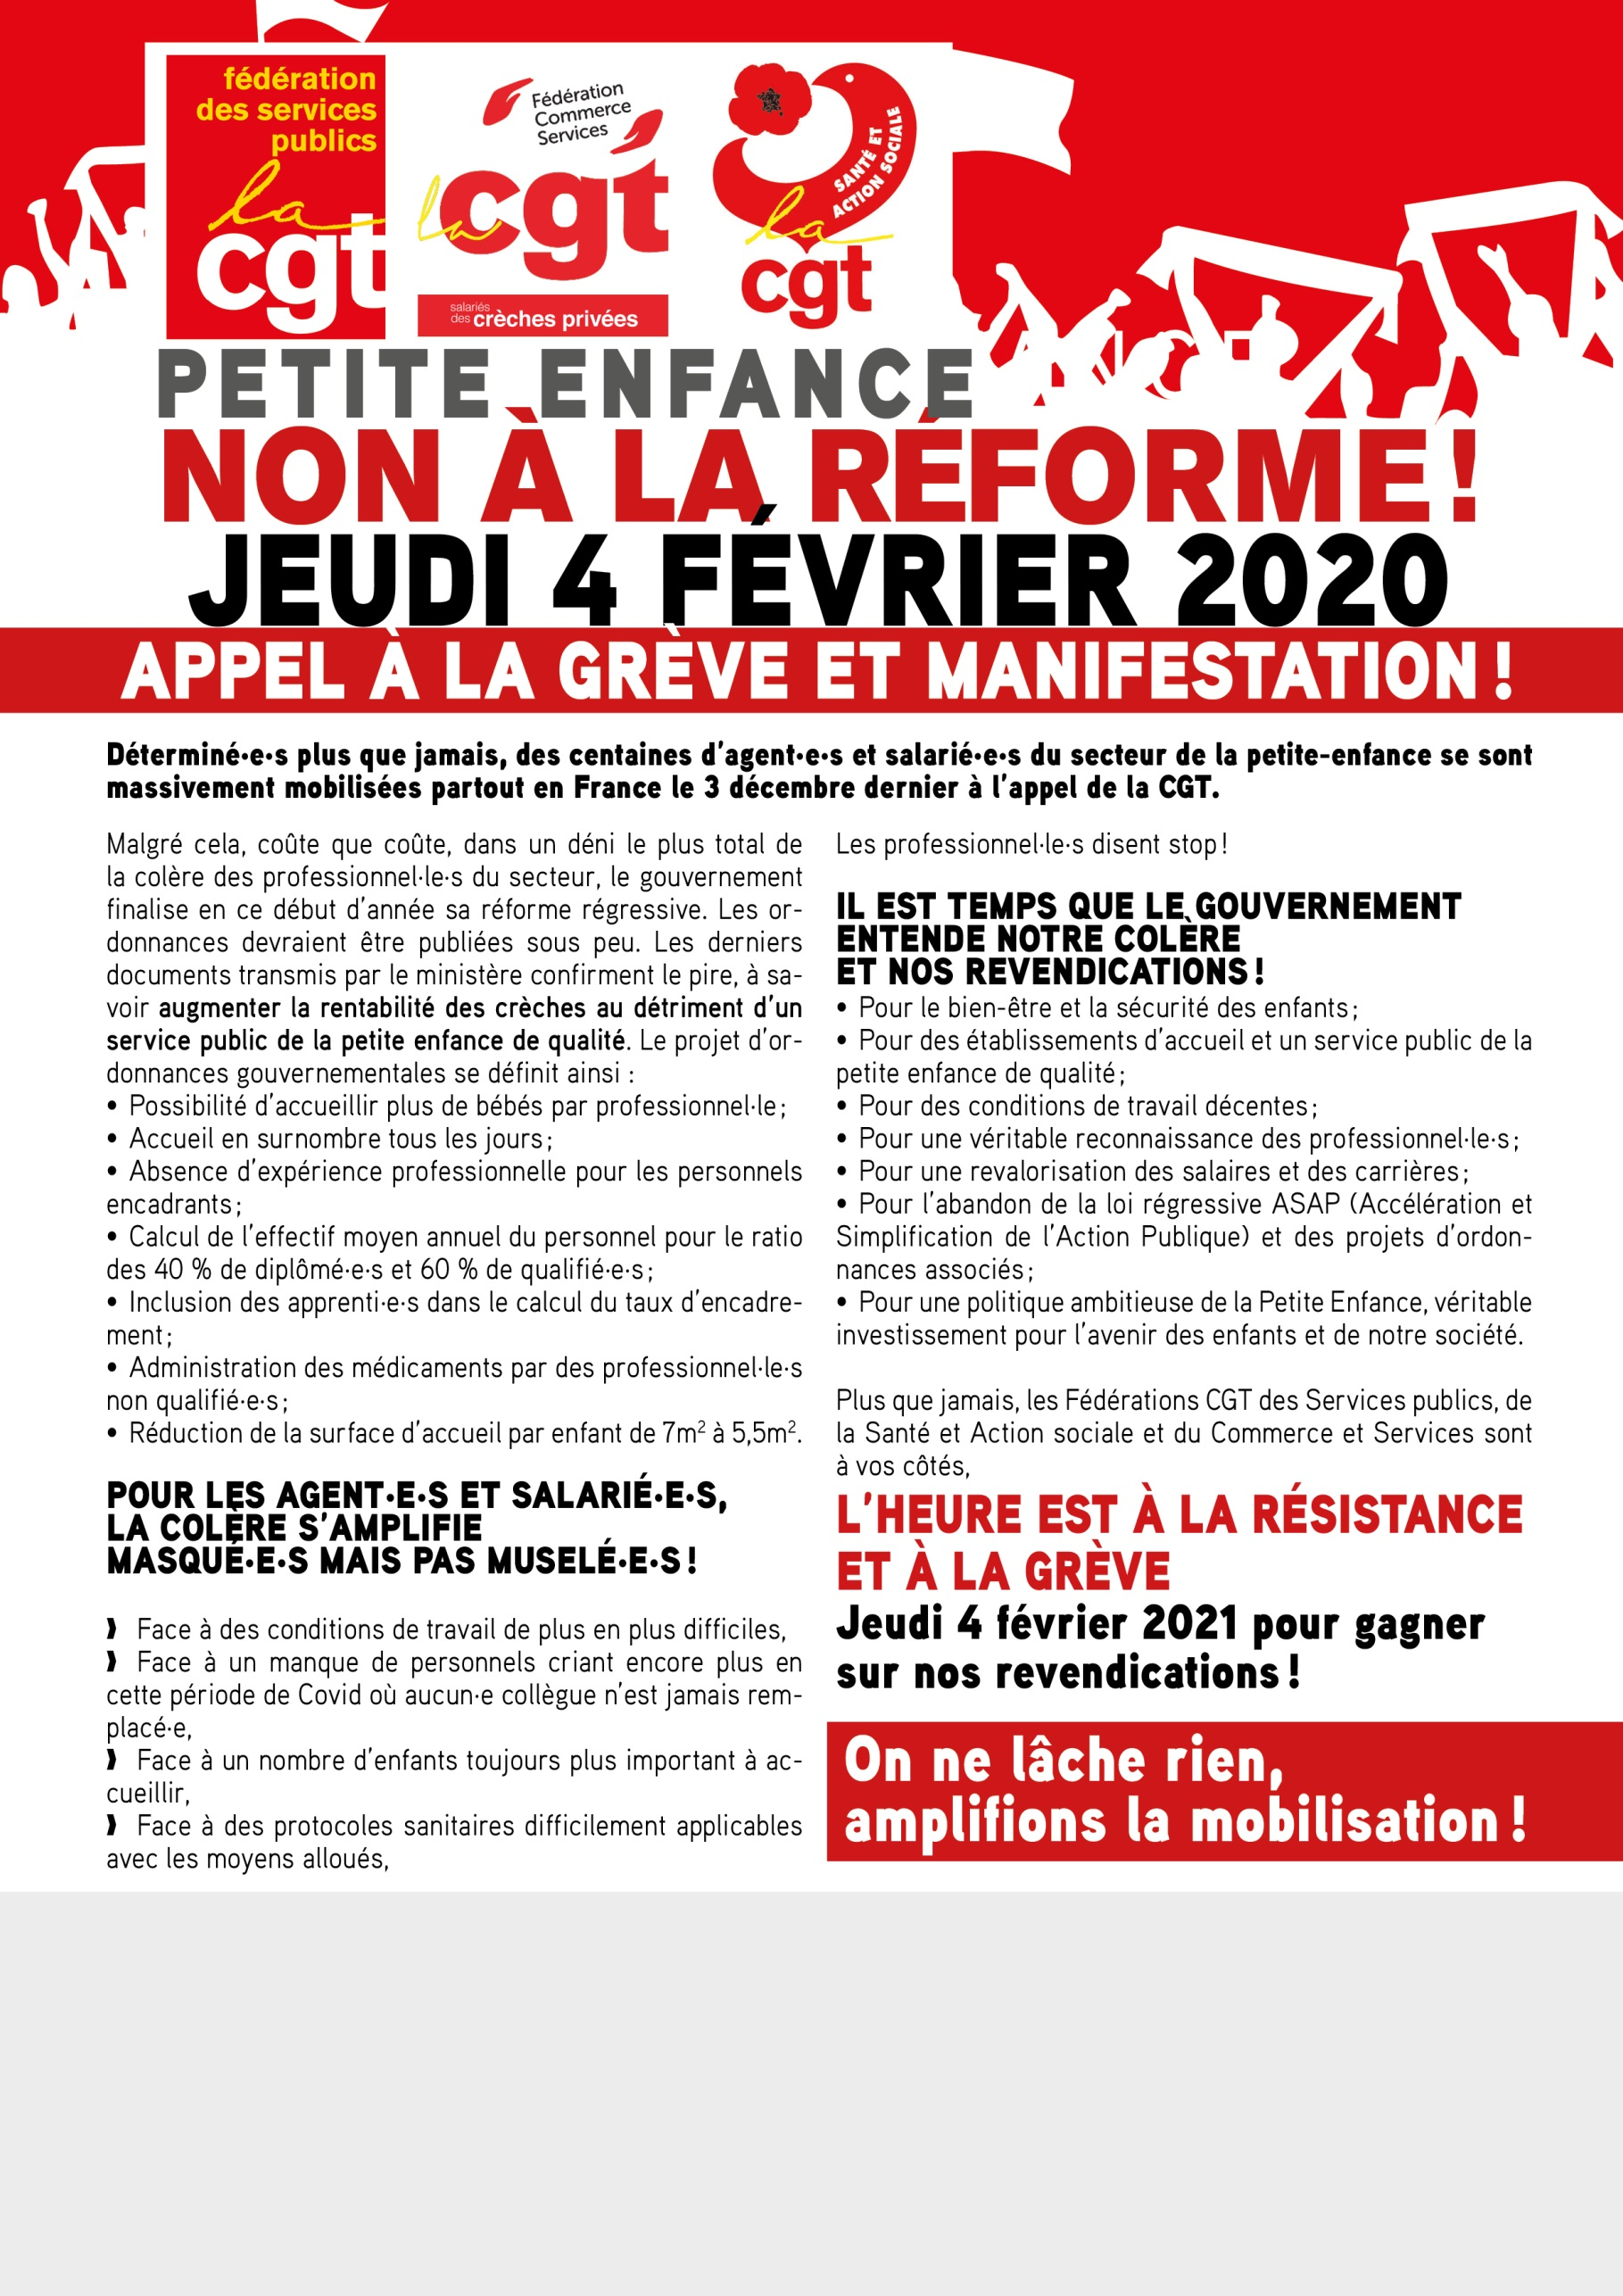 fédération
des services
publics
la
cgt
Fédération
Commerce
Services
la
cgt
salariés
des crèches privées
SANTÉ ET
ACTION SOCIALE
la
cgt
PETITE ENFANCE
NON À LA RÉFORME !
JEUDI 4 FÉVRIER 2020
APPEL À LA GRÈVE ET MANIFESTATION !
Déterminé·e·s plus que jamais, des centaines d’agent·e·s et salarié·e·s du secteur de la petite-enfance se sont
massivement mobilisées partout en France le 3 décembre dernier à l’appel de la CGT.
Malgré cela, coûte que coûte, dans un déni le plus total de
la colère des professionnel·le·s du secteur, le gouvernement
finalise en ce début d’année sa réforme régressive. Les or-
donnances devraient être publiées sous peu. Les derniers
documents transmis par le ministère confirment le pire, à sa-
voir augmenter la rentabilité des crèches au détriment d’un
service public de la petite enfance de qualité. Le projet d’or-
donnances gouvernementales se définit ainsi :
• Possibilité d’accueillir plus de bébés par professionnel·le ;
• Accueil en surnombre tous les jours ;
• Absence d’expérience professionnelle pour les personnels
encadrants ;
• Calcul de l’effectif moyen annuel du personnel pour le ratio
des 40 % de diplômé·e·s et 60 % de qualifié·e·s ;
• Inclusion des apprenti·e·s dans le calcul du taux d’encadre-
ment ;
• Administration des médicaments par des professionnel·le·s
non qualifié·e·s ;
• Réduction de la surface d’accueil par enfant de 7m² à 5,5m².
POUR LES AGENT·E·S ET SALARIÉ·E·S,
LA COLÈRE S’AMPLIFIE
MASQUÉ·E·S MAIS PAS MUSELÉ·E·S !
❱ Face à des conditions de travail de plus en plus difficiles,
❱ Face à un manque de personnels criant encore plus en
cette période de Covid où aucun·e collègue n’est jamais rem-
placé·e,
❱ Face à un nombre d’enfants toujours plus important à ac-
cueillir,
❱ Face à des protocoles sanitaires difficilement applicables
avec les moyens alloués,
Les professionnel·le·s disent stop !
IL EST TEMPS QUE LE GOUVERNEMENT
ENTENDE NOTRE COLÈRE
ET NOS REVENDICATIONS !
• Pour le bien-être et la sécurité des enfants ;
• Pour des établissements d’accueil et un service public de la
petite enfance de qualité ;
• Pour des conditions de travail décentes ;
• Pour une véritable reconnaissance des professionnel·le·s ;
• Pour une revalorisation des salaires et des carrières ;
• Pour l’abandon de la loi régressive ASAP (Accélération et
Simplification de l’Action Publique) et des projets d’ordon-
nances associés ;
• Pour une politique ambitieuse de la Petite Enfance, véritable
investissement pour l’avenir des enfants et de notre société.
Plus que jamais, les Fédérations CGT des Services publics, de
la Santé et Action sociale et du Commerce et Services sont
à vos côtés,
L’HEURE EST À LA RÉSISTANCE
ET À LA GRÈVE
Jeudi 4 février 2021 pour gagner
sur nos revendications !
On ne lâche rien,
amplifions la mobilisation !